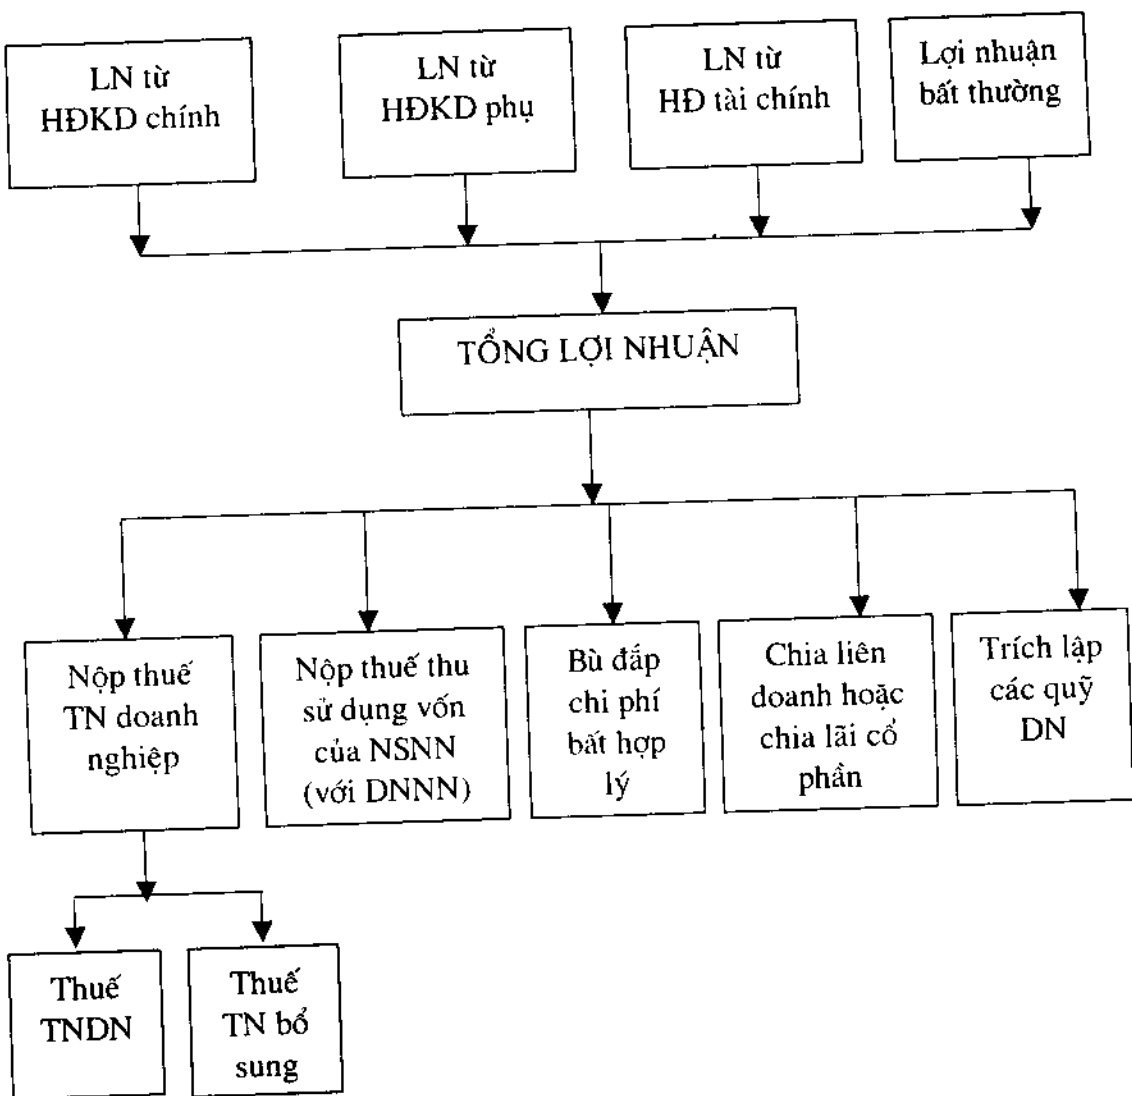 LN từ
HĐKD chính
LN từ
HĐKD phụ
LN từ
HĐ tài chính
Lợi nhuận
bất thường
TỔNG LỢI NHUẬN
Nộp thuế
TN doanh
nghiệp
Nộp thuế thu
sử dụng vốn
của NSNN
(với DNNN)
Bù đắp
chi phí
bất hợp
lý
Chia liên
doanh hoặc
chia lãi cổ
phần
Trích lập
các quỹ
DN
Thuế
TNDN
Thuế
TN bổ
sung